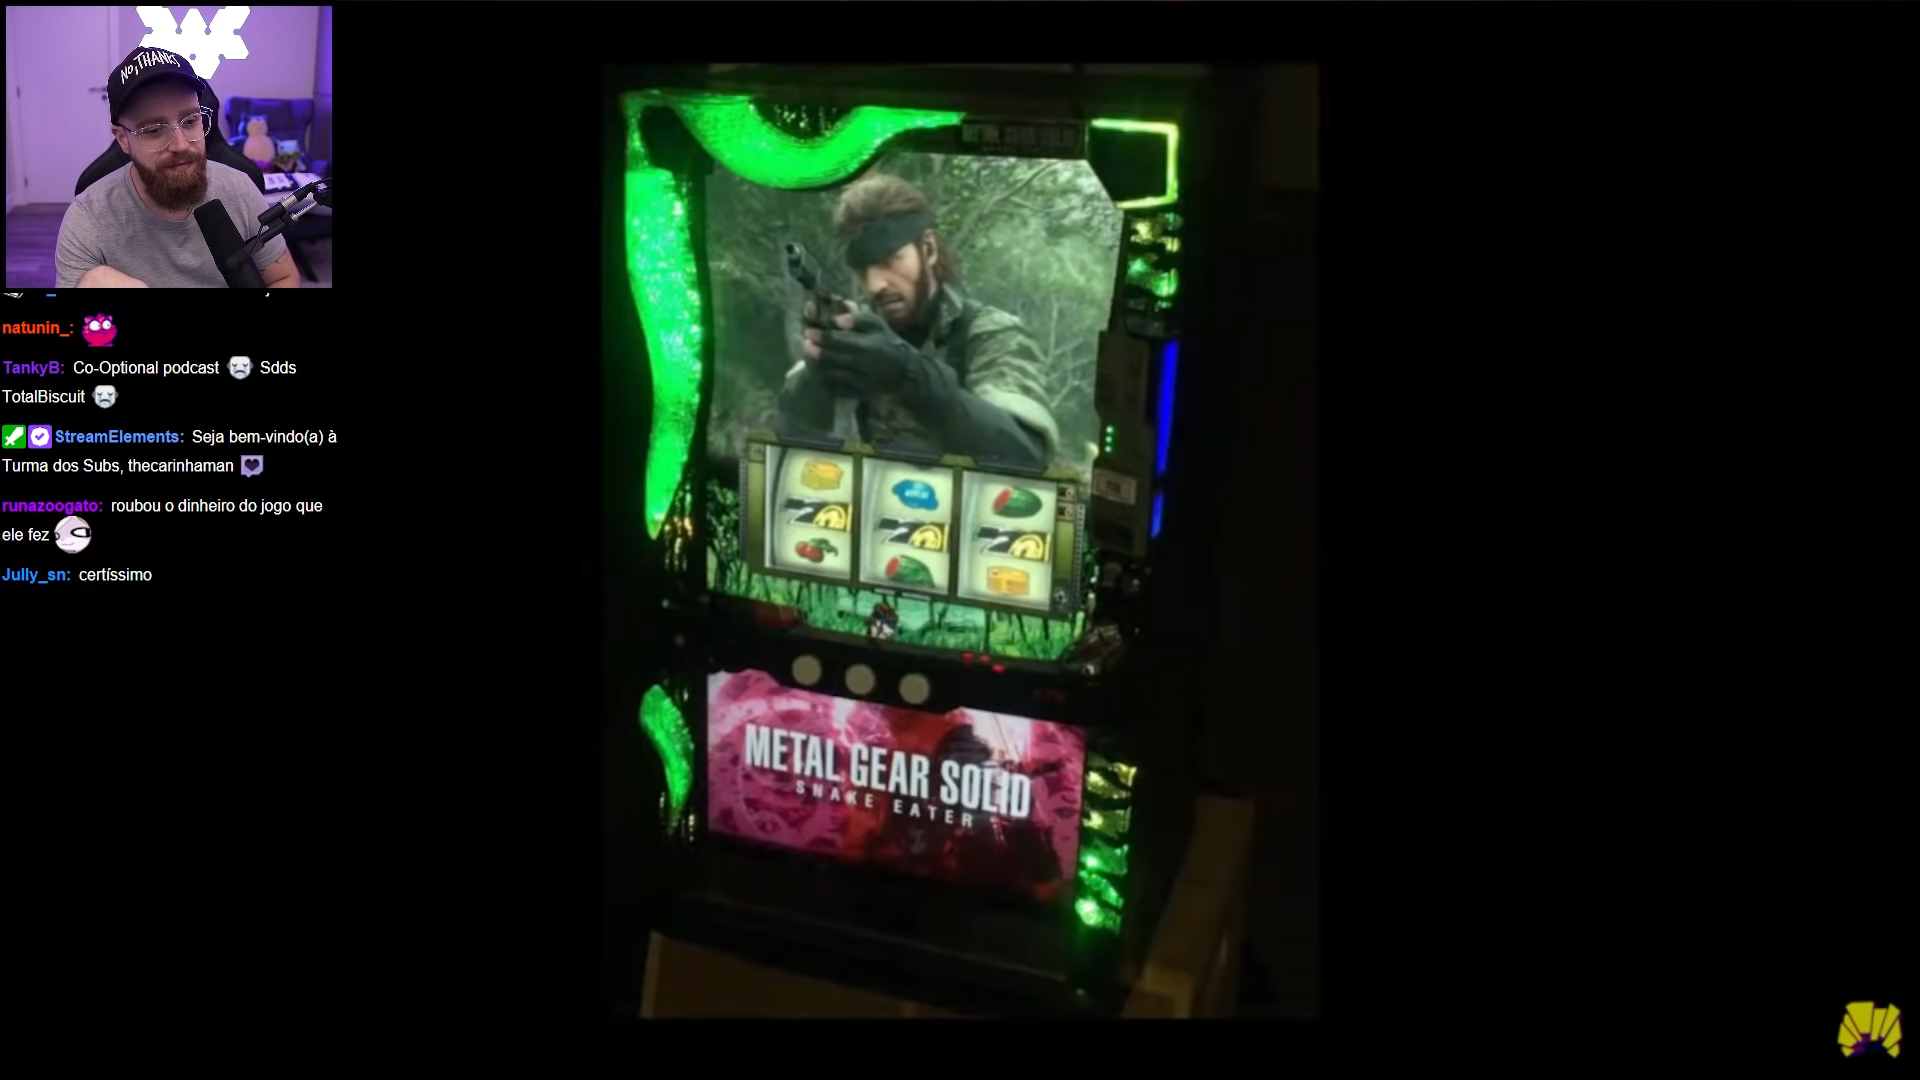 NO, THANKS
natunin_:
TankyB: Co-Optional podcast Sdds
TotalBiscuit
StreamElements: Seja bem-vindo(a) à
Turma dos Subs, thecarinhaman
runazoogato: roubou o dinheiro do jogo que
ele fez
Jully_sn: certíssimo
METAL GEAR SOLID
SNAKE EATER